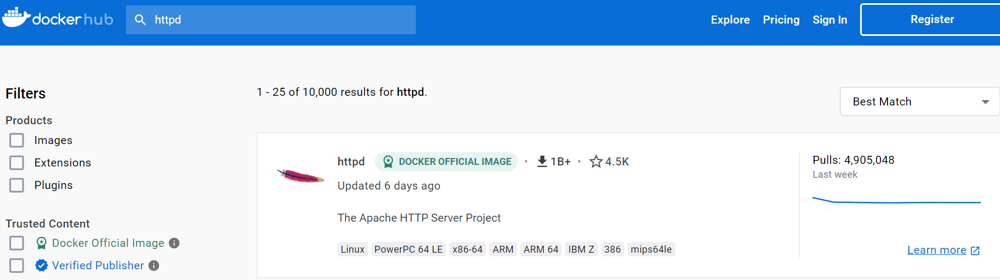 docker hub
httpd
Explore Pricing Sign In Register
Filters
1 - 25 of 10,000 results for httpd.
Best Match
Products
Images
Extensions
Plugins
httpd DOCKER OFFICIAL IMAGE • 1B+ • 4.5K
Updated 6 days ago
The Apache HTTP Server Project
Linux PowerPC 64 LE x86-64 ARM ARM 64 IBM Z 386 mips64le
Pulls: 4,905,048
Last week
Learn more
Trusted Content
Docker Official Image
Verified Publisher